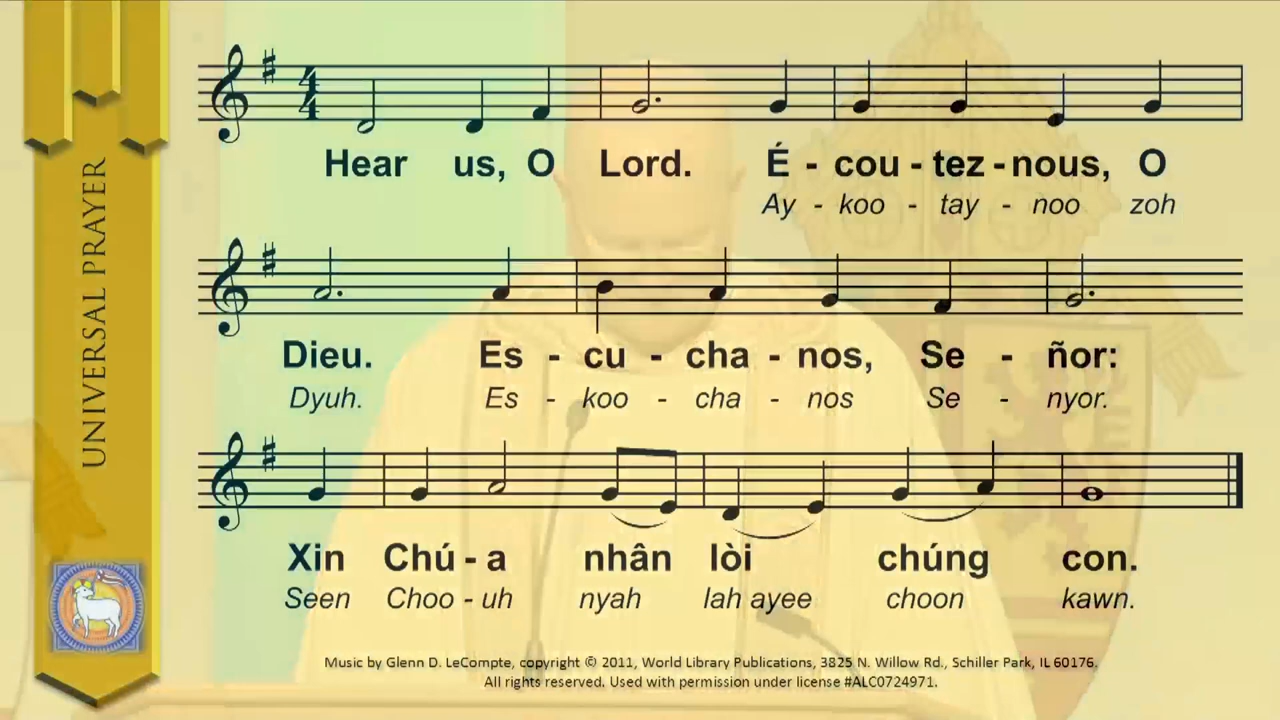 UNIVERSAL PRAYER
Hear us, O Lord. É - cou - tez - nous, O
Ay - koo - tay - noo zoh
Dieu. Es - cu - cha - nos, Se - ñor:
Dyuh. Es - koo - cha - nos Se - nyor.
Xin Chú - a nhân lòi chúng con.
Seen Choo - uh nyah lah ayee choon kawn.
Music by Glenn D. LeCompte, copyright © 2011, World Library Publications, 3825 N. Willow Rd., Schiller Park, IL 60176.
All rights reserved. Used with permission under license #ALC0724971.